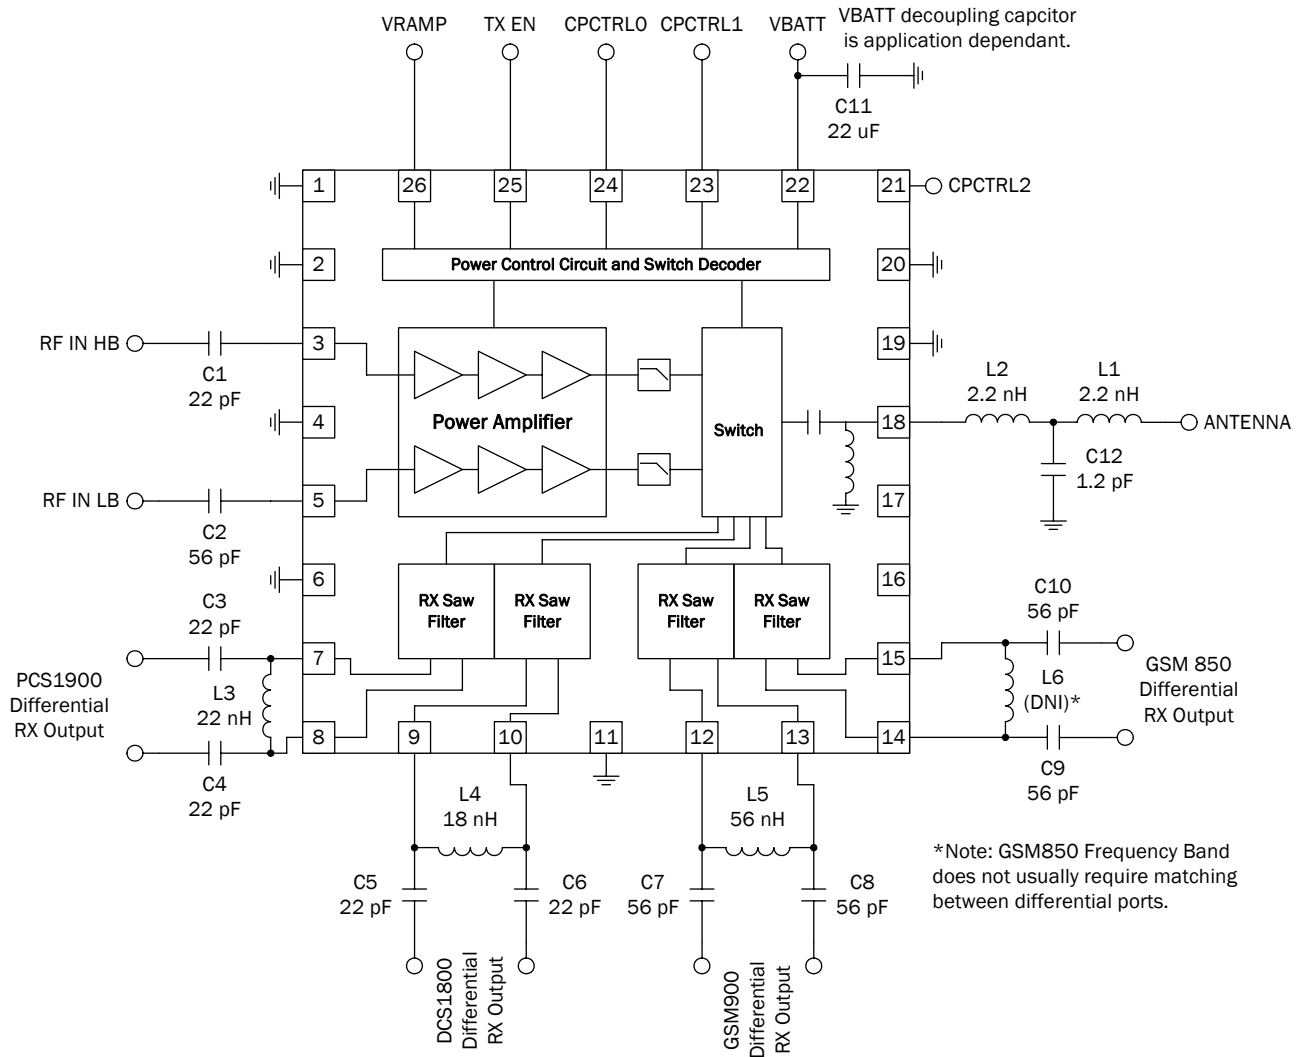 VRAMP
TX EN
CPCTRL0
CPCTRL1
VBATT
VBATT decoupling capcitor
is application dependant.
C11
22 uF
1
26
25
24
23
22
21
CPCTRL2
2
Power Control Circuit and Switch Decoder
20
RF IN HB
C1
22 pF
3
19
4
Power Amplifier
Switch
18
L2
2.2 nH
L1
2.2 nH
ANTENNA
C12
1.2 pF
RF IN LB
C2
56 pF
5
17
6
RX Saw
Filter
RX Saw
Filter
RX Saw
Filter
RX Saw
Filter
16
C3
22 pF
7
PCS1900
Differential
RX Output
L3
22 nH
8
C4
22 pF
9
10
11
12
13
14
15
C10
56 pF
L6
(DNI)*
GSM 850
Differential
RX Output
C9
56 pF
L4
18 nH
L5
56 nH
C5
22 pF
C6
22 pF
C7
56 pF
C8
56 pF
*Note: GSM850 Frequency Band
does not usually require matching
between differential ports.
DCS1800
Differential
RX Output
GSM900
Differential
RX Output